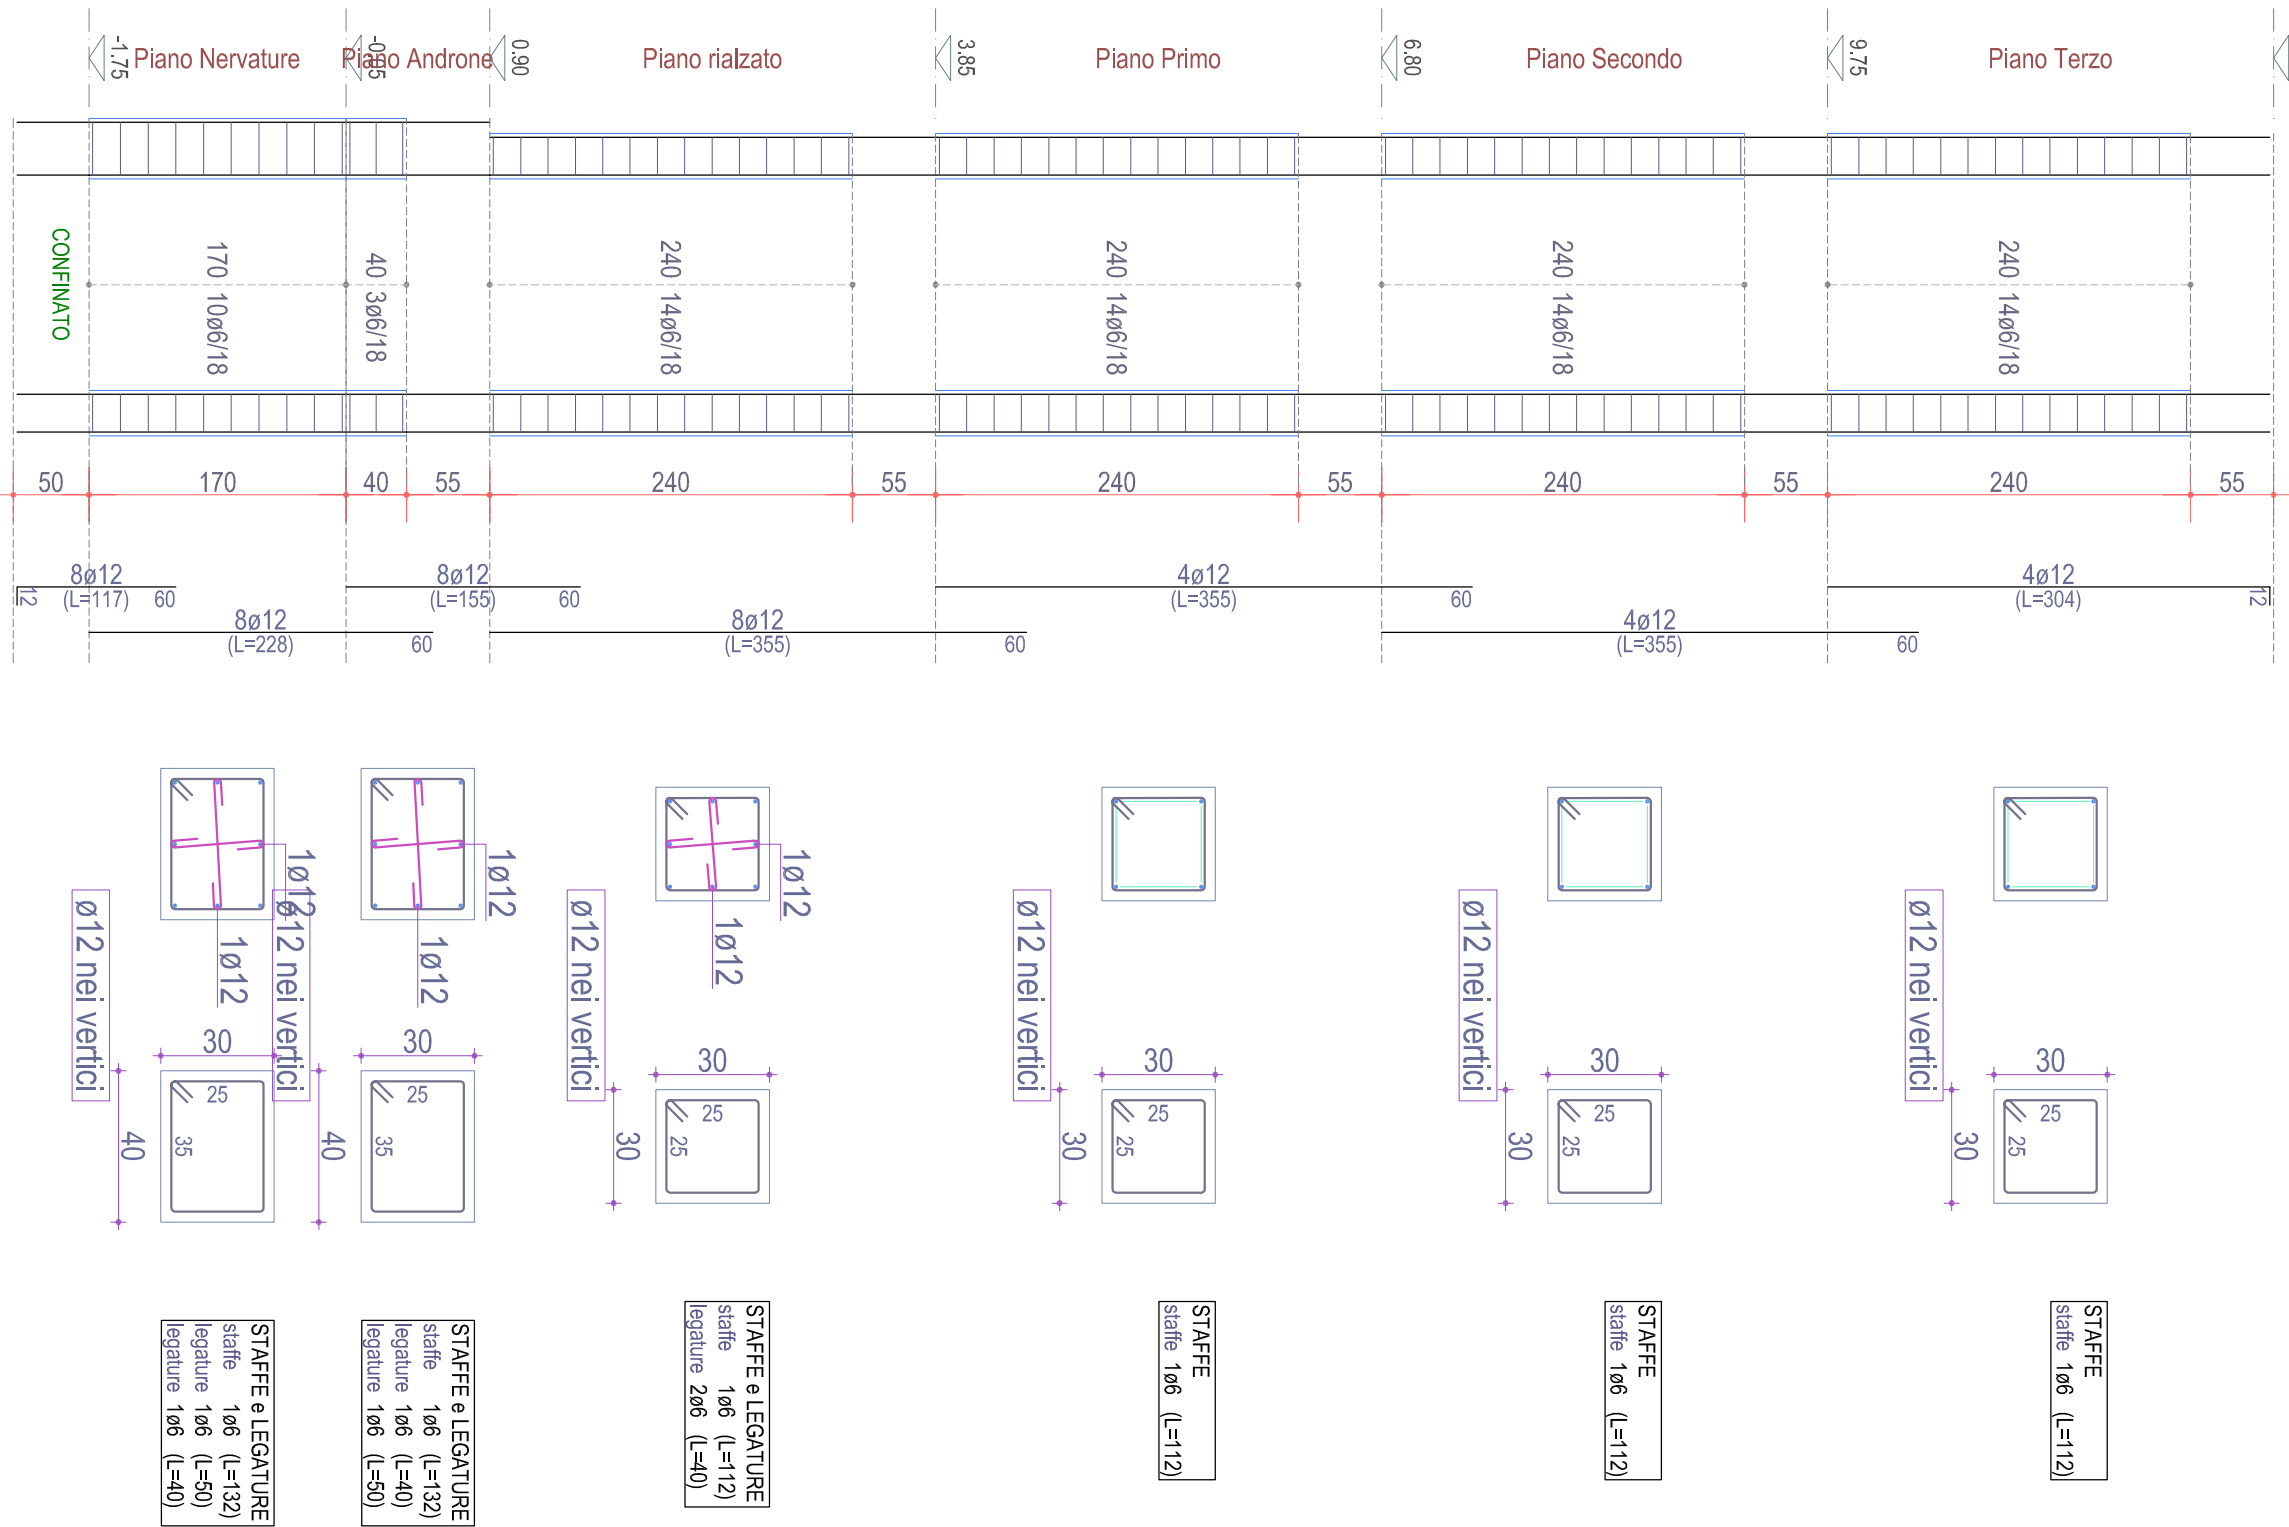 -1.75
Piano Nervature
-0.05
Piano Androne
0.90
Piano rialzato
3.85
Piano Primo
6.80
Piano Secondo
9.75
Piano Terzo
CONFINATO
170 10ø6/18
40 3ø6/18
240 14ø6/18
240 14ø6/18
240 14ø6/18
240 14ø6/18
50 170 40 55 240 55 240 55 240 55 240 55
12
8ø12
(L=117) 60
8ø12
(L=155) 60
4ø12
(L=355) 60
4ø12
(L=304)
12
8ø12
(L=228) 60
8ø12
(L=355) 60
4ø12
(L=355) 60
1ø12
1ø12
ø12 nei vertici
1ø12
1ø12
ø12 nei vertici
1ø12
1ø12
ø12 nei vertici
ø12 nei vertici
ø12 nei vertici
ø12 nei vertici
30
40
25
35
30
40
25
35
30
30
25
25
30
30
25
25
30
30
25
25
30
30
25
25
STAFFE e LEGATURE
staffe 1ø6 (L=132)
legature 1ø6 (L=50)
legature 1ø6 (L=40)
STAFFE e LEGATURE
staffe 1ø6 (L=132)
legature 1ø6 (L=40)
legature 1ø6 (L=50)
STAFFE e LEGATURE
staffe 1ø6 (L=112)
legature 2ø6 (L=40)
STAFFE
staffe 1ø6 (L=112)
STAFFE
staffe 1ø6 (L=112)
STAFFE
staffe 1ø6 (L=112)